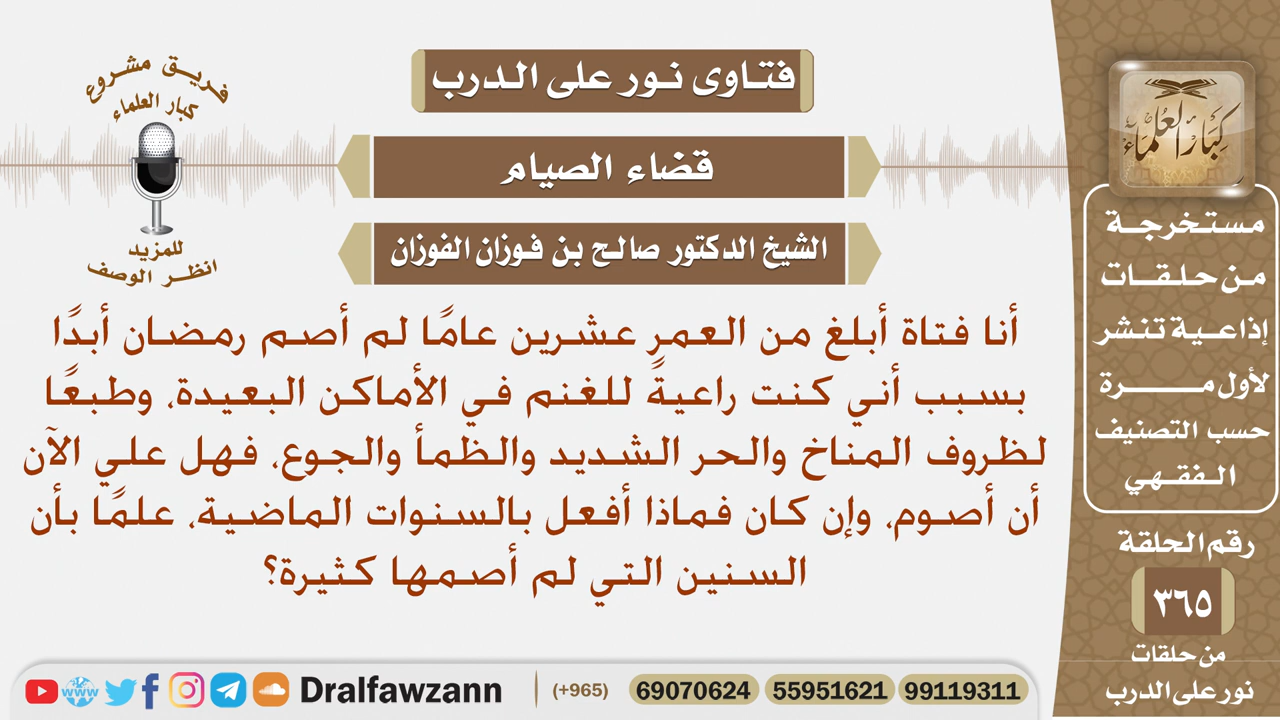 فتاوى نور على الدرب
قضاء الصيام
الشيخ الدكتور صالح بن فوزان الفوزان
أنا فتاة أبلغ من العمر عشرين عامًا لم أصم رمضان أبدًا
بسبب أني كنت راعيةً للغنم في الأماكن البعيدة، وطبعًا
لظروف المناخ والحر الشديد والظمأ والجوع، فهل علي الآن
أن أصوم، وإن كان فماذا أفعل بالسنوات الماضية، علمًا بأن
السنين التي لم أصمها كثيرة؟
كبار العلماء
مستخرجة
من حلقات
إذاعية تنشر
لأول مرة
حسب التصنيف
الفقهي
رقم الحلقة
٣٦٥
من حلقات
نور على الدرب
فريق مشروع
كبار العلماء
للمزيد
انظر الوصف
www Dralfawzann (+965) 69070624 55951621 99119311